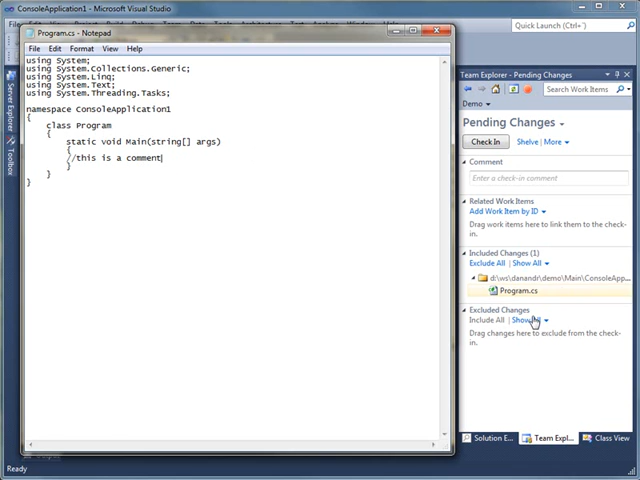 ConsoleApplication1 - Microsoft Visual Studio
Quick Launch (Ctrl+Q)
Program.cs - Notepad
File Edit Format View Help
using System;
using System.Collections.Generic;
using System.Linq;
using System.Text;
using System.Threading.Tasks;
namespace ConsoleApplication1
{
class Program
{
static void Main(string[] args)
{
//this is a comment
}
}
}
Server Explorer
Toolbox
Team Explorer - Pending Changes
Search Work Items
Demo
Pending Changes
Check In Shelve More
Comment
Enter a check-in comment
Related Work Items
Add Work Item by ID
Drag work items here to link them to the check-
in.
Included Changes (1)
Exclude All Show All
d:\ws\danandr\demo\Main\ConsoleApp...
Program.cs
Excluded Changes
Include All Show All
Drag changes here to exclude from the check-
in.
Solution E... Team Expl... Class View
Ready